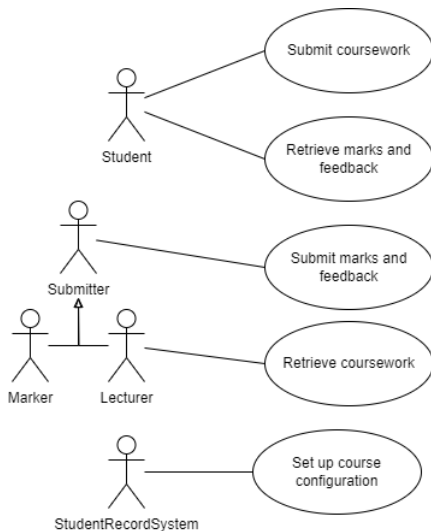 Submit coursework
Student
Retrieve marks and
feedback
Submitter
Submit marks and
feedback
Marker
Lecturer
Retrieve coursework
StudentRecordSystem
Set up course
configuration